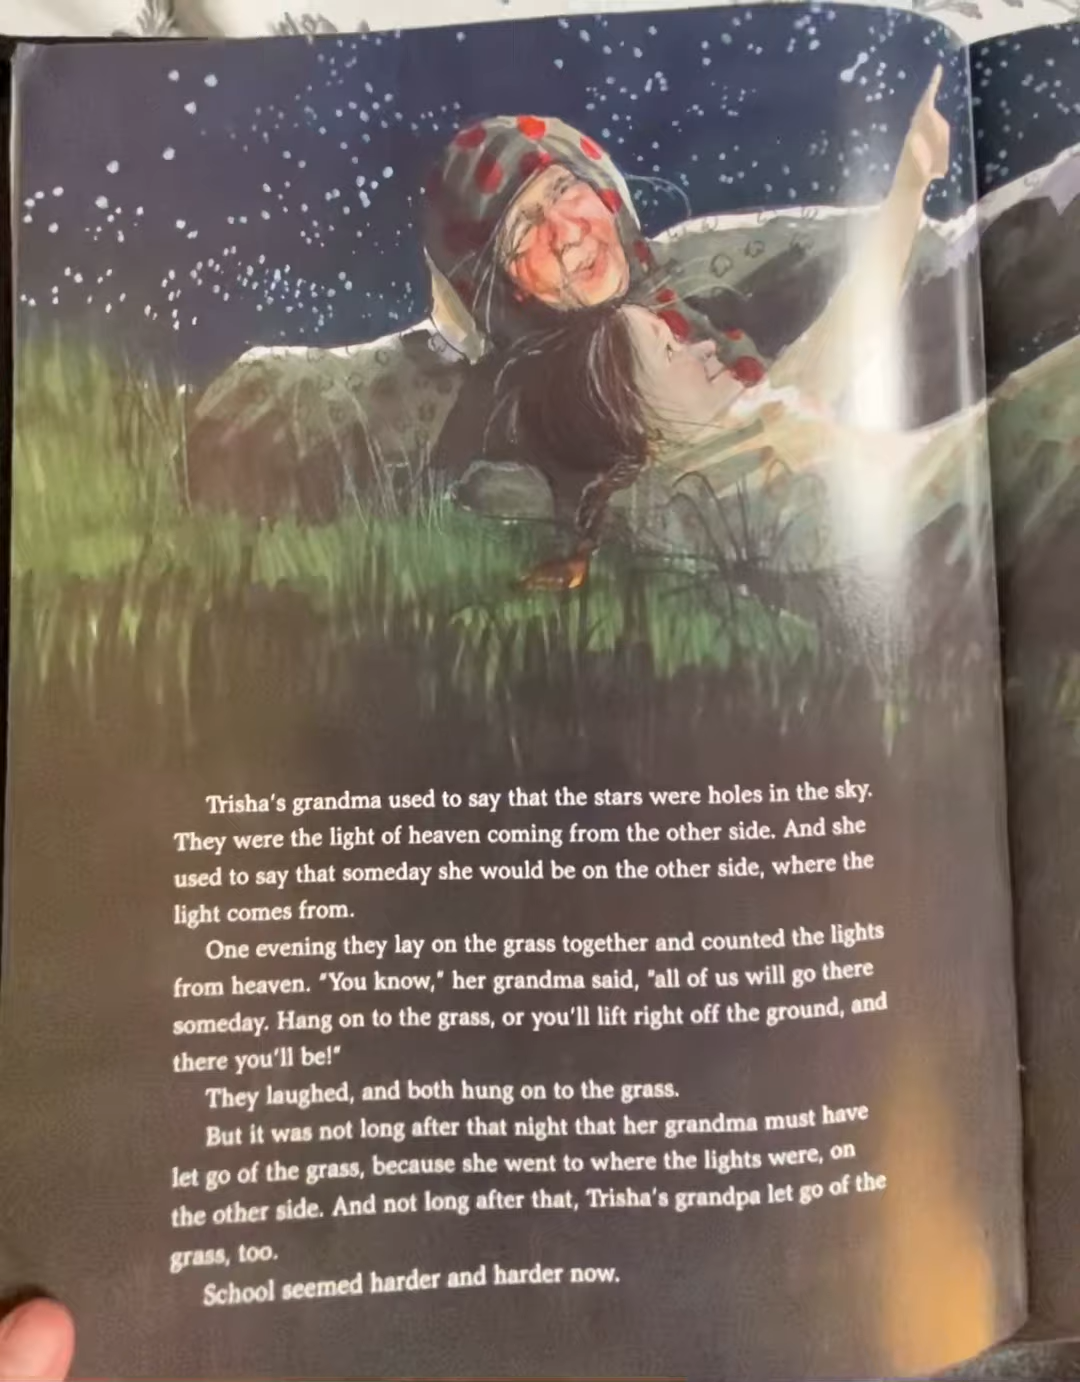 Trisha's grandma used to say that the stars were holes in the sky.
They were the light of heaven coming from the other side. And she
used to say that someday she would be on the other side, where the
light comes from.
One evening they lay on the grass together and counted the lights
from heaven. "You know," her grandma said, "all of us will go there
someday. Hang on to the grass, or you'll lift right off the ground, and
there you'll be!"
They laughed, and both hung on to the grass.
But it was not long after that night that her grandma must have
let go of the grass, because she went to where the lights were, on
the other side. And not long after that, Trisha's grandpa let go of the
grass, too.
School seemed harder and harder now.